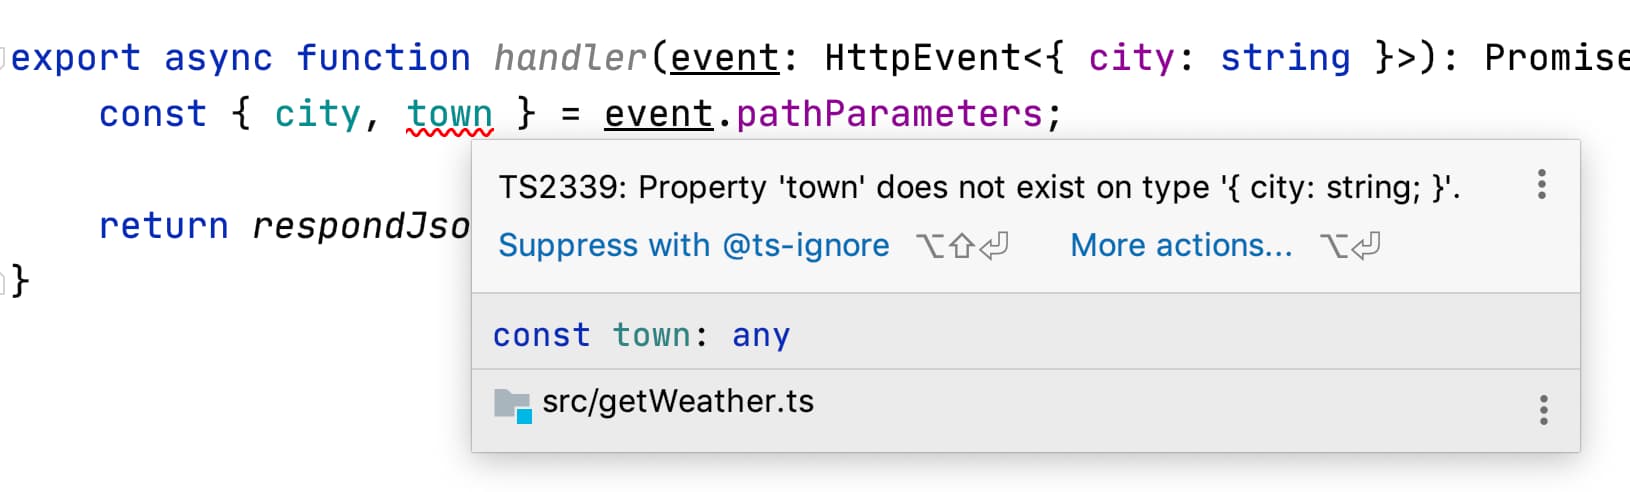 export async function handler(event: HttpEvent<{ city: string }>): Promise
const { city, town } = event.pathParameters;
TS2339: Property 'town' does not exist on type '{ city: string; }'.
Suppress with @ts-ignore ⌥⇧⏎ More actions... ⌥⏎
return respondJso
}
const town: any
src/getWeather.ts